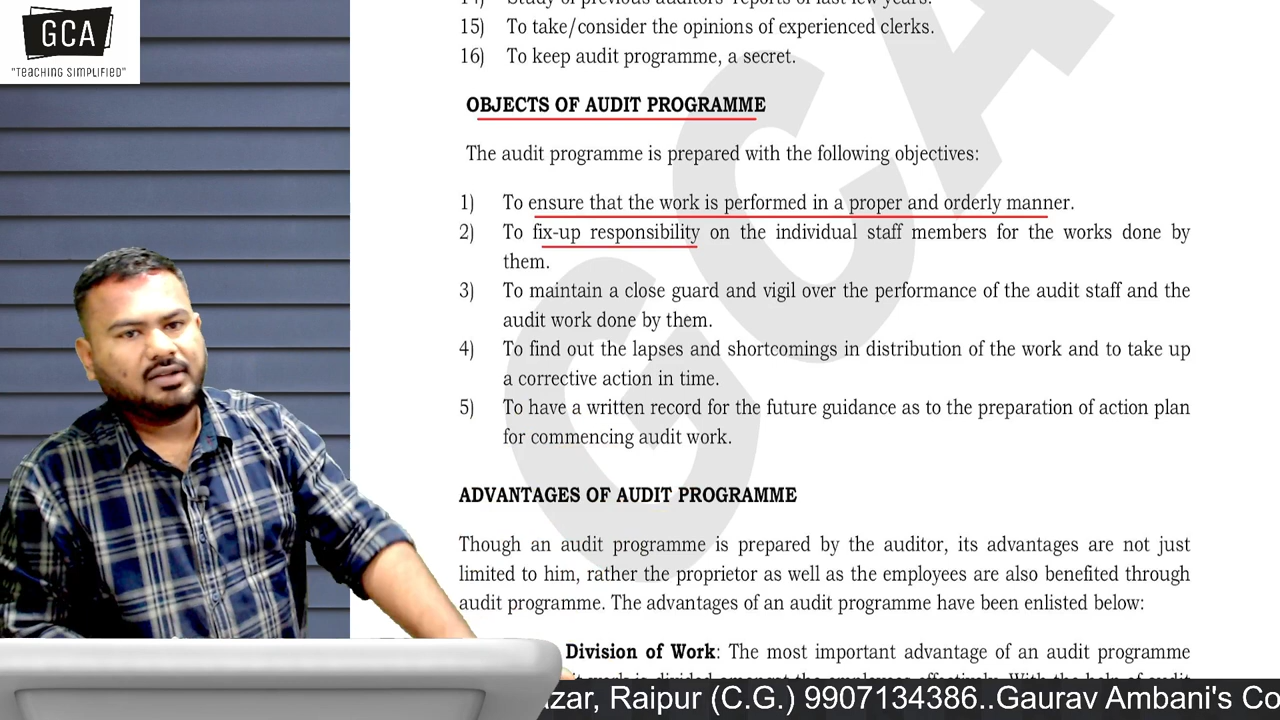 GCA
"TEACHING SIMPLIFIED"
15) To take/consider the opinions of experienced clerks.
16) To keep audit programme, a secret.
OBJECTS OF AUDIT PROGRAMME
The audit programme is prepared with the following objectives:
1) To ensure that the work is performed in a proper and orderly manner.
2) To fix-up responsibility on the individual staff members for the works done by
them.
3) To maintain a close guard and vigil over the performance of the audit staff and the
audit work done by them.
4) To find out the lapses and shortcomings in distribution of the work and to take up
a corrective action in time.
5) To have a written record for the future guidance as to the preparation of action plan
for commencing audit work.
ADVANTAGES OF AUDIT PROGRAMME
Though an audit programme is prepared by the auditor, its advantages are not just
limited to him, rather the proprietor as well as the employees are also benefited through
audit programme. The advantages of an audit programme have been enlisted below:
Division of Work: The most important advantage of an audit programme
Raipur (C.G.) 9907134386..Gaurav Ambani's Co
GCA